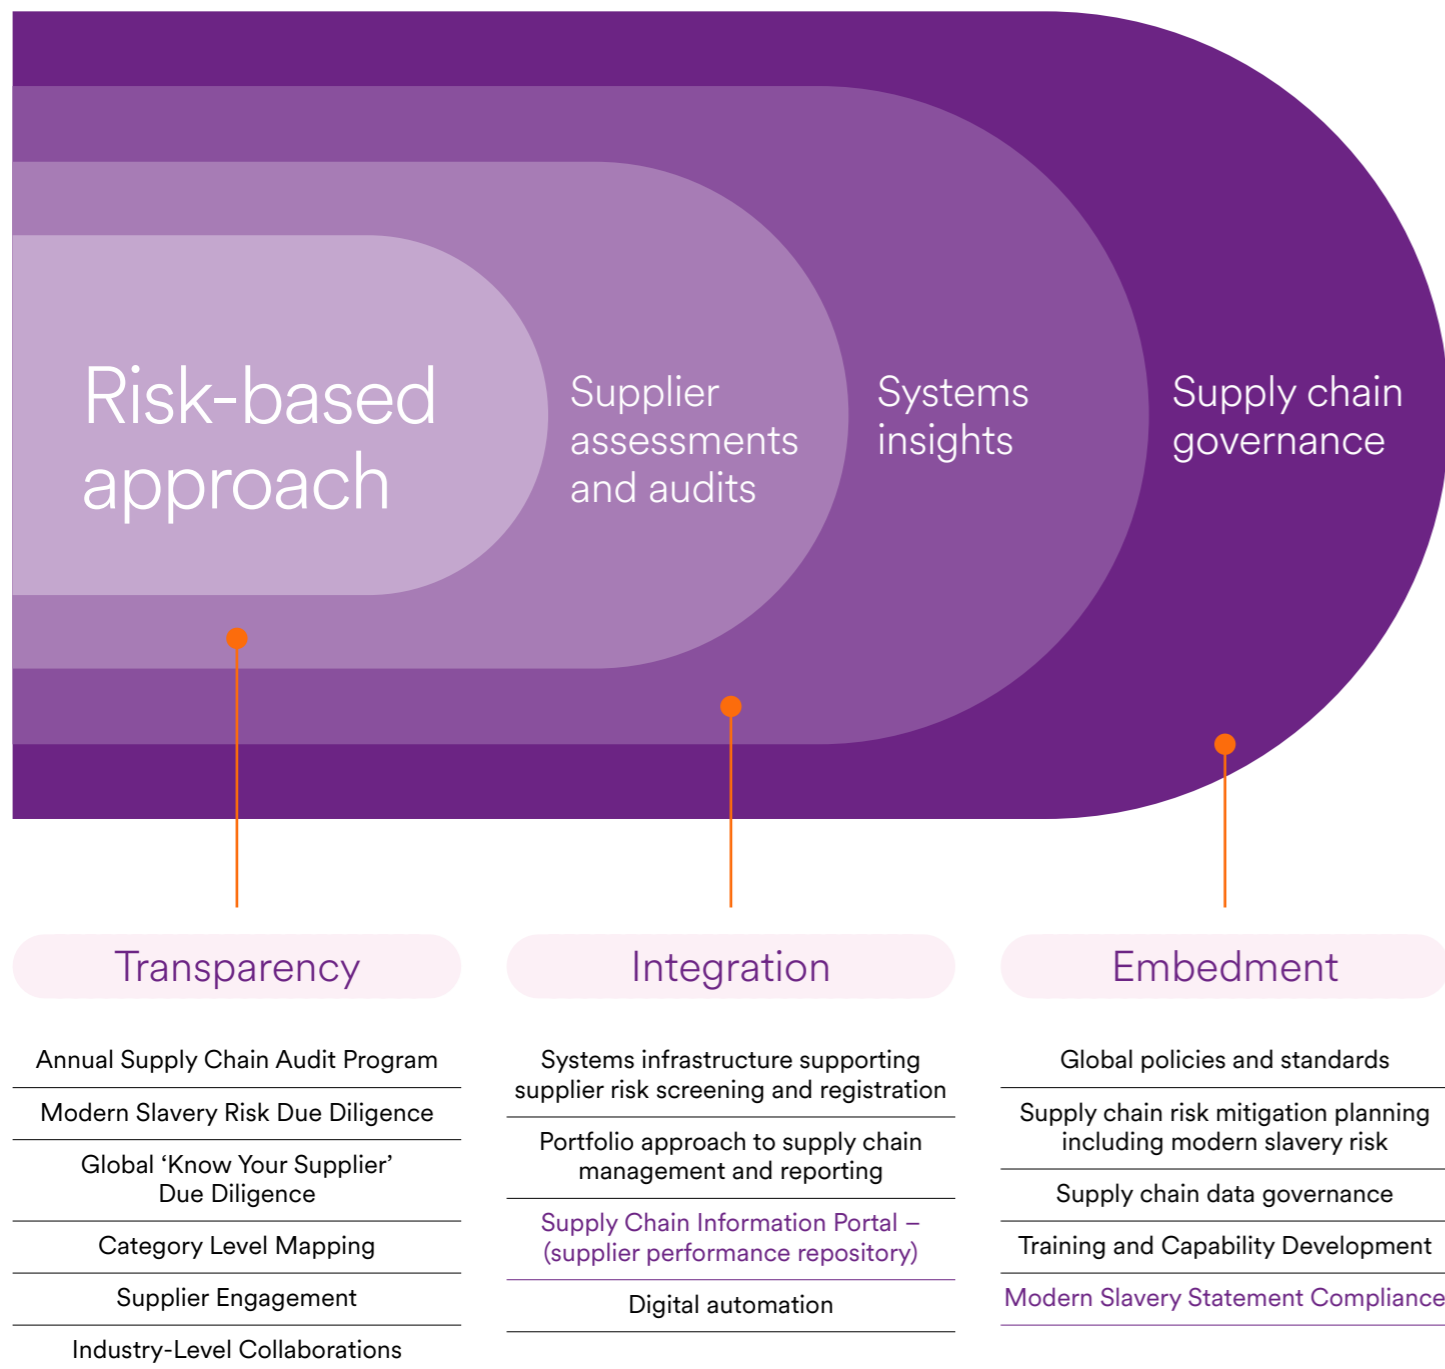 Risk-based
approach
Supplier
assessments
and audits
Systems
insights
Supply chain
governance
Transparency
Annual Supply Chain Audit Program
Modern Slavery Risk Due Diligence
Global ‘Know Your Supplier’
Due Diligence
Category Level Mapping
Supplier Engagement
Industry-Level Collaborations
Integration
Systems infrastructure supporting
supplier risk screening and registration
Portfolio approach to supply chain
management and reporting
Supply Chain Information Portal –
(supplier performance repository)
Digital automation
Embedment
Global policies and standards
Supply chain risk mitigation planning
including modern slavery risk
Supply chain data governance
Training and Capability Development
Modern Slavery Statement Compliance